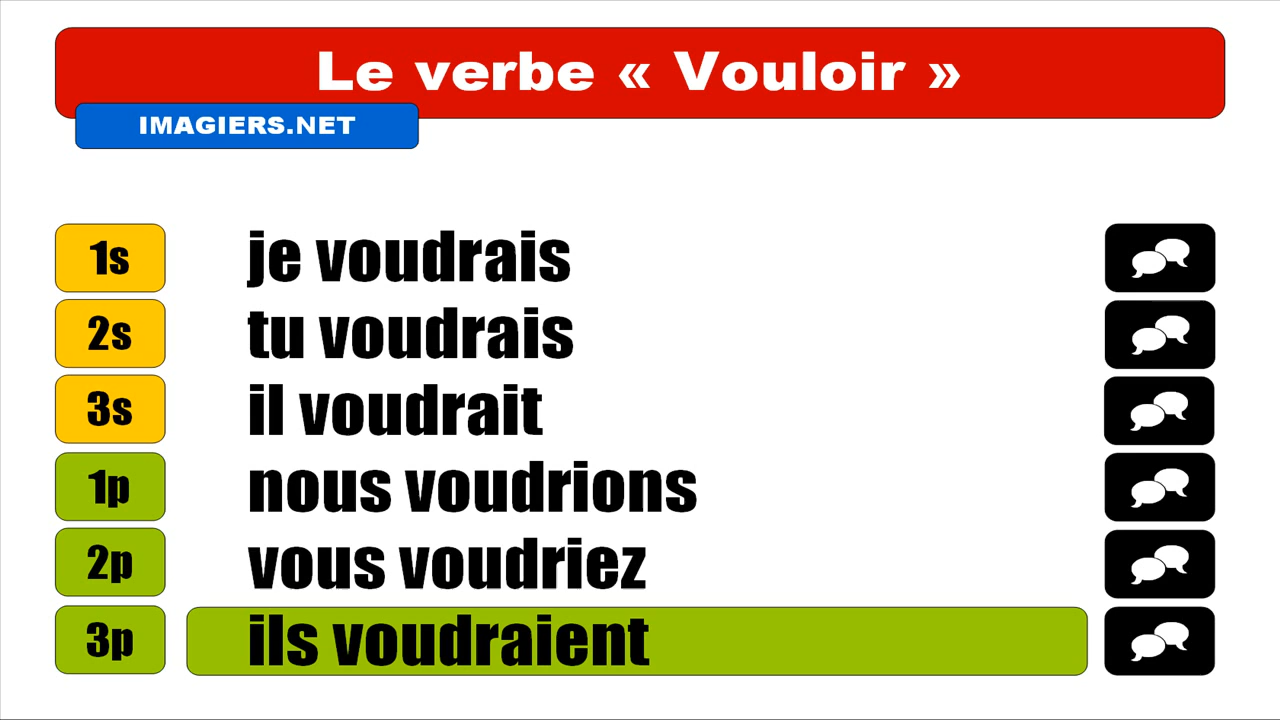 Le verbe « Vouloir »
IMAGIERS.NET
1s je voudrais
2s tu voudrais
3s il voudrait
1p nous voudrions
2p vous voudriez
3p ils voudraient